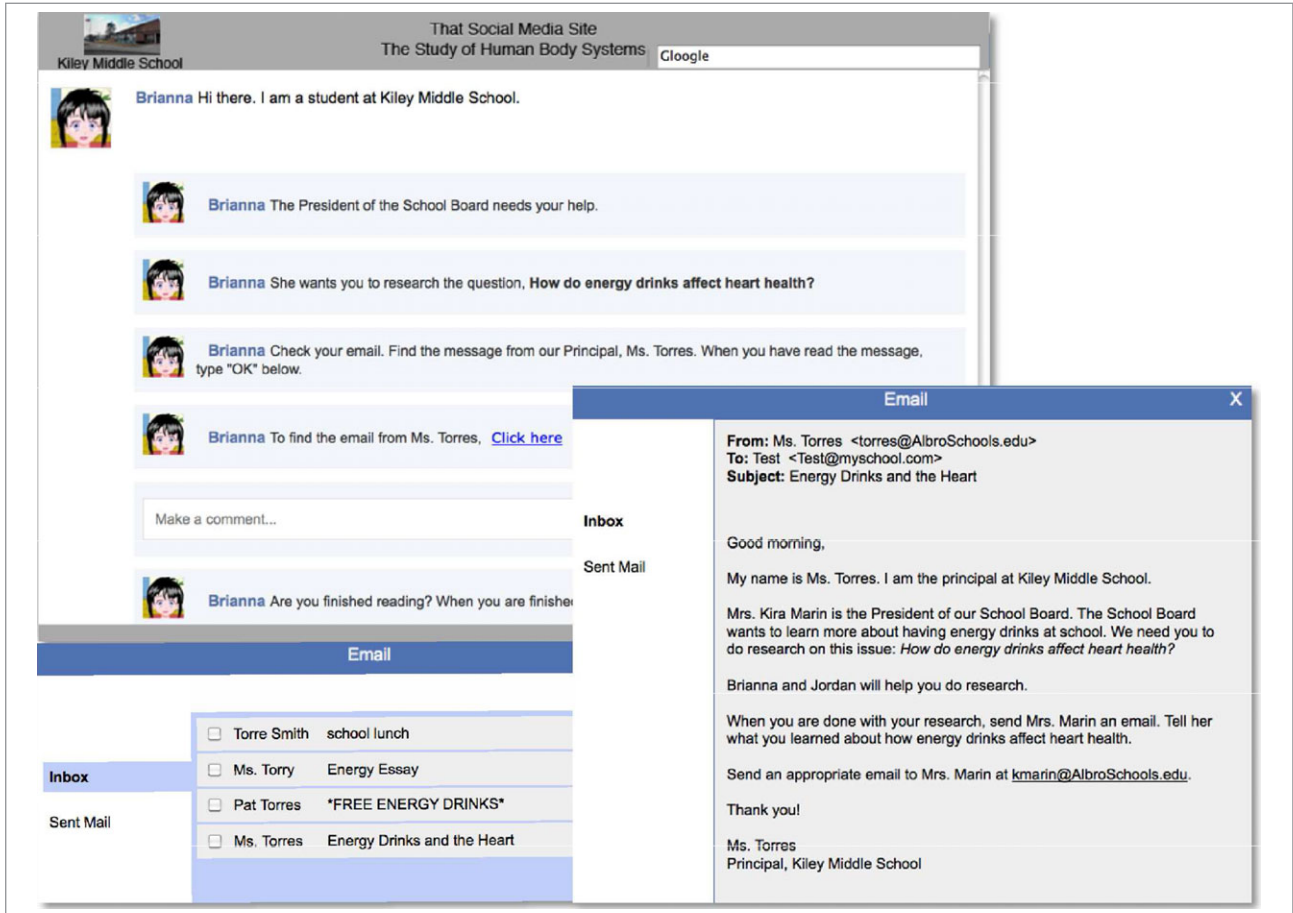 That Social Media Site
The Study of Human Body Systems
Kiley Middle School
Gloogle
Brianna Hi there. I am a student at Kiley Middle School.
Brianna The President of the School Board needs your help.
Brianna She wants you to research the question, How do energy drinks affect heart health?
Brianna Check your email. Find the message from our Principal, Ms. Torres. When you have read the message,
type "OK" below.
Brianna To find the email from Ms. Torres, Click here
Make a comment...
Brianna Are you finished reading? When you are finishe
Email
Inbox
Sent Mail
Torre Smith school lunch
Ms. Torry Energy Essay
Pat Torres *FREE ENERGY DRINKS*
Ms. Torres Energy Drinks and the Heart
Email X
Inbox
Sent Mail
From: Ms. Torres <torres@AlbroSchools.edu>
To: Test <Test@myschool.com>
Subject: Energy Drinks and the Heart
Good morning,
My name is Ms. Torres. I am the principal at Kiley Middle School.
Mrs. Kira Marin is the President of our School Board. The School Board
wants to learn more about having energy drinks at school. We need you to
do research on this issue: How do energy drinks affect heart health?
Brianna and Jordan will help you do research.
When you are done with your research, send Mrs. Marin an email. Tell her
what you learned about how energy drinks affect heart health.
Send an appropriate email to Mrs. Marin at kmarin@AlbroSchools.edu.
Thank you!
Ms. Torres
Principal, Kiley Middle School